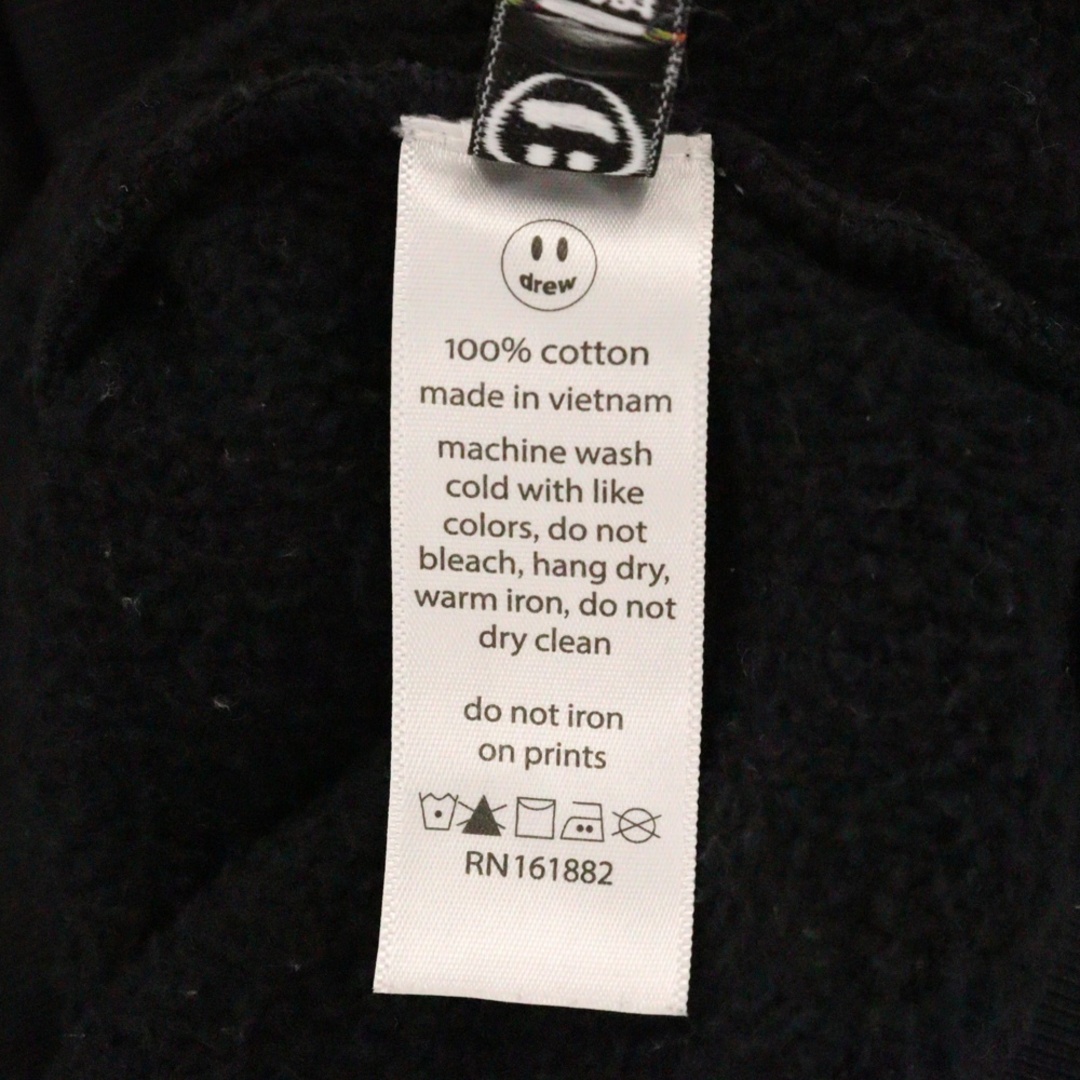 drew
100% cotton
made in vietnam
machine wash
cold with like
colors, do not
bleach, hang dry,
warm iron, do not
dry clean
do not iron
on prints
RN161882